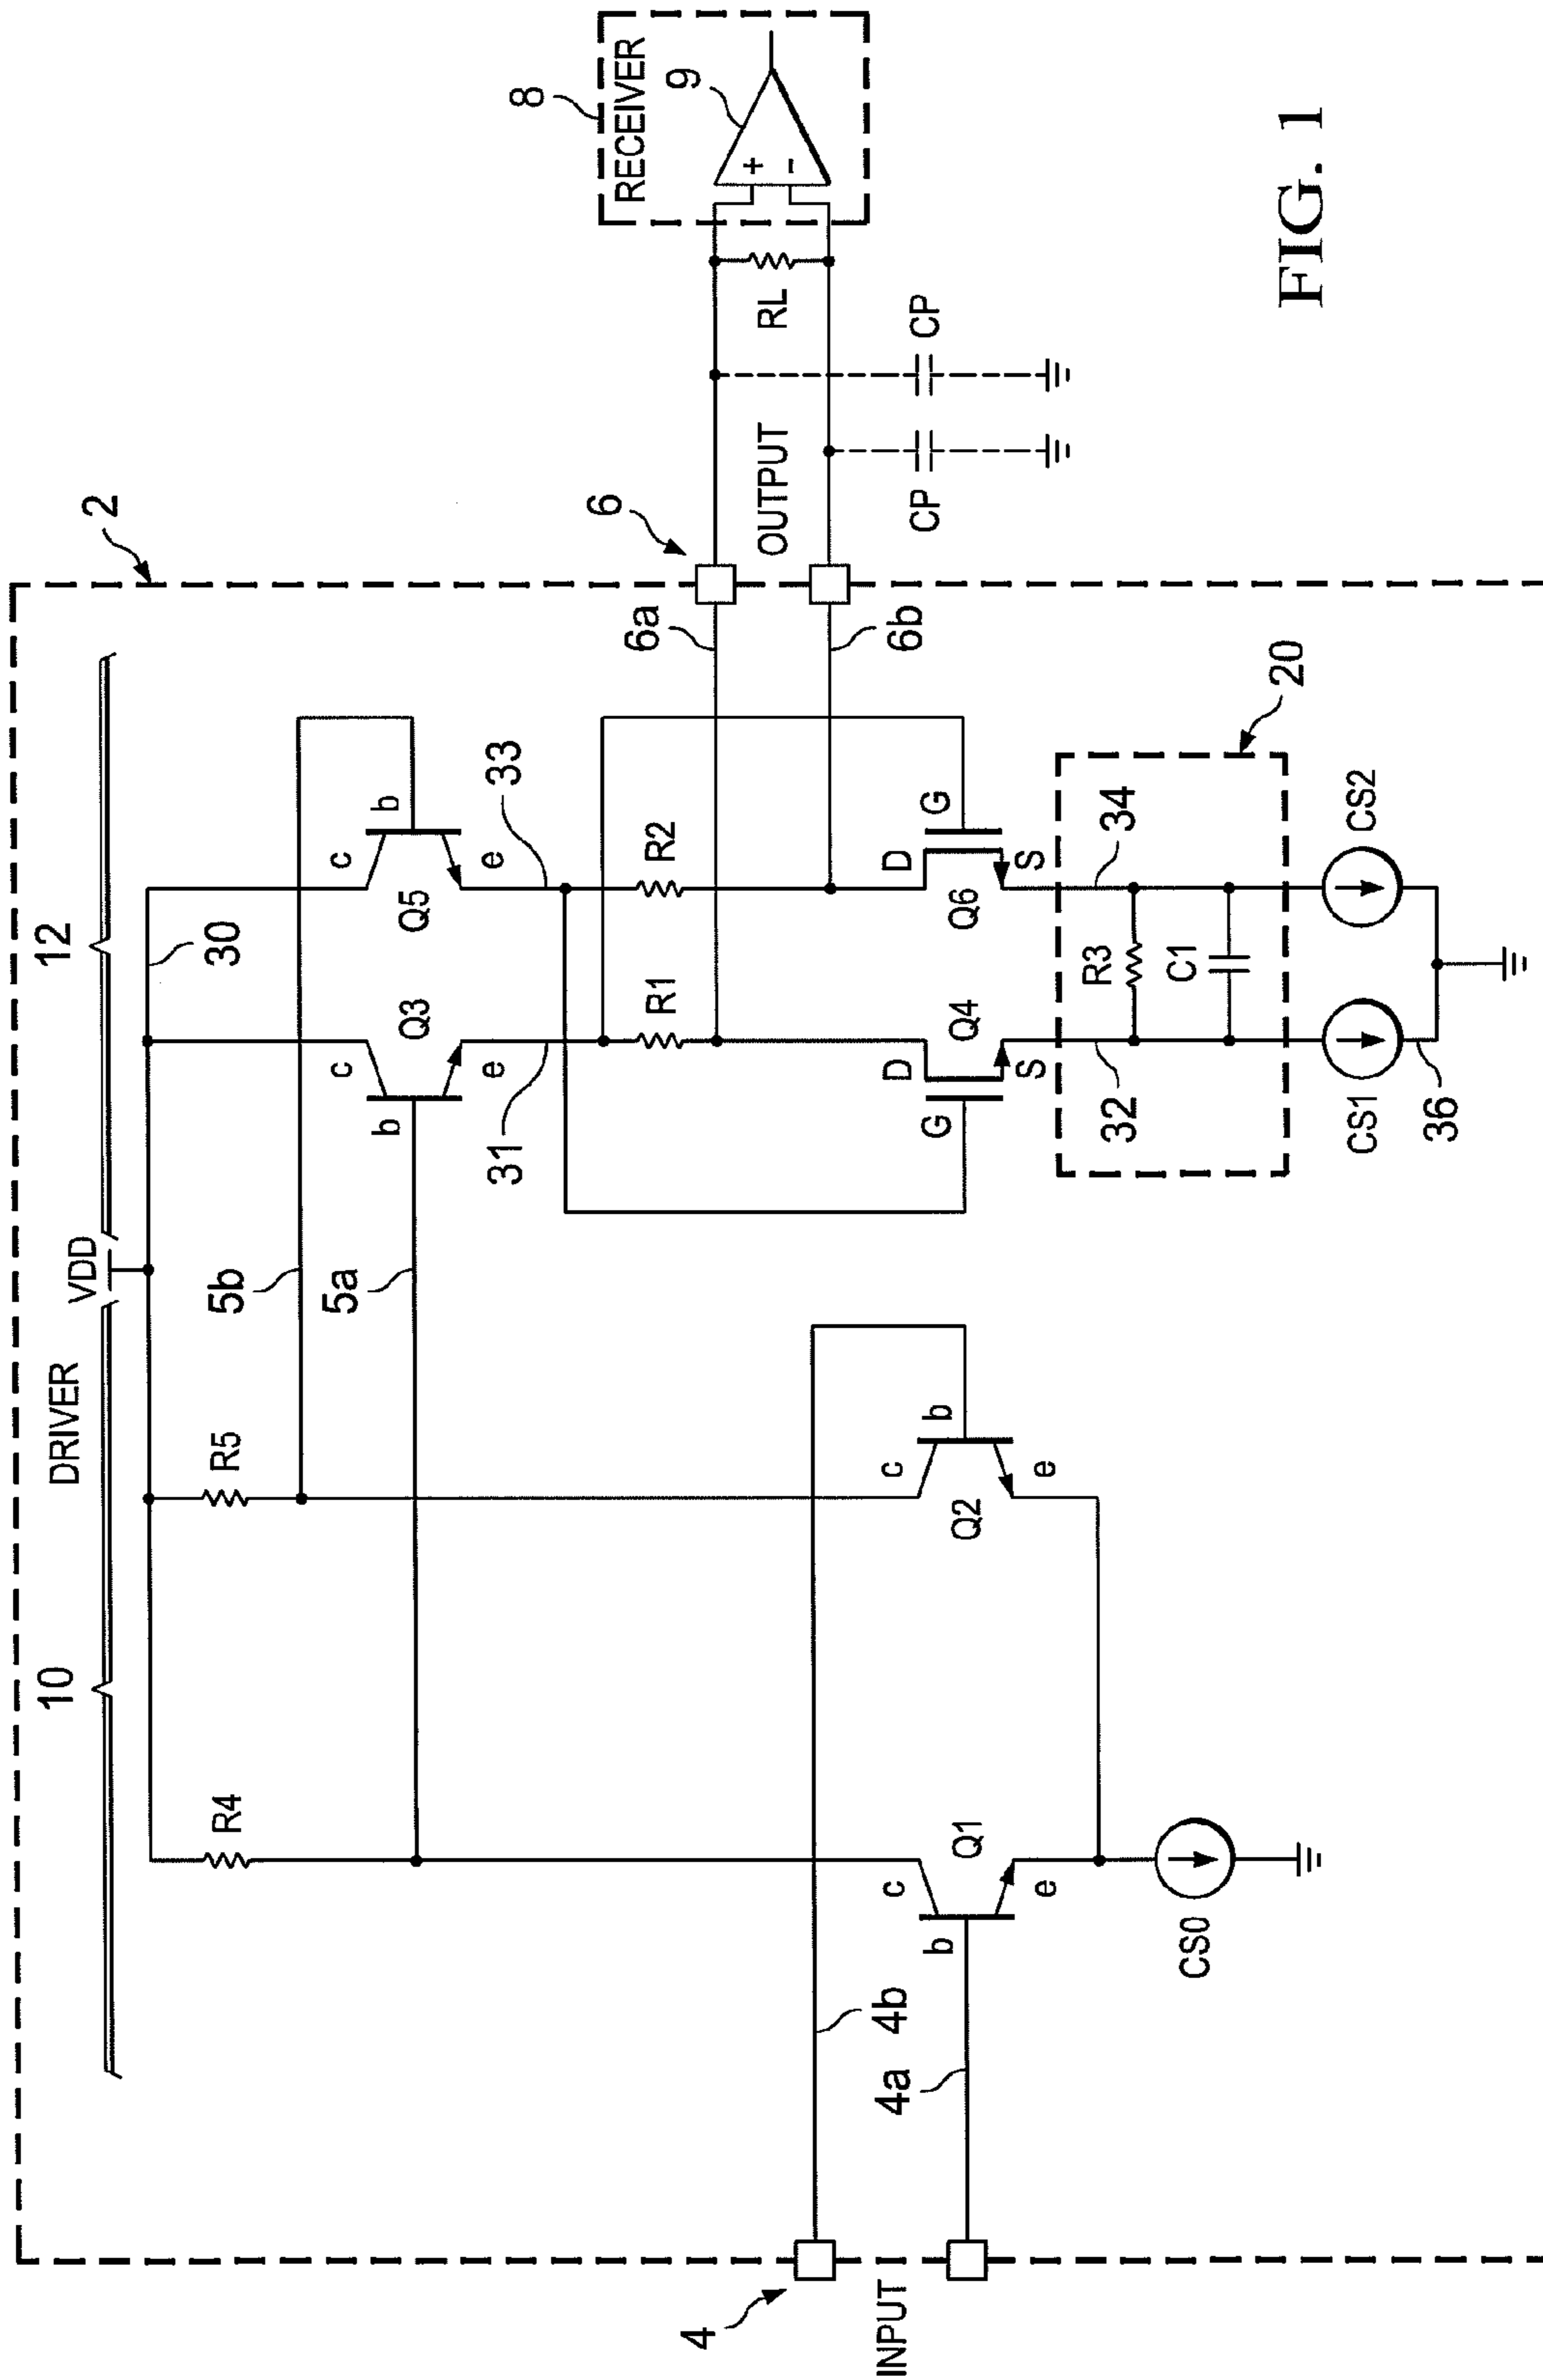 2
DRIVER
10
VDD
12
30
R4
R5
5b
5a
c
b
e
Q3
c
b
e
Q5
31
33
R1
R2
6a
6b
6
OUTPUT
8
RECEIVER
9
+
-
RL
CP
CP
4
INPUT
4b
4a
c
b
e
Q1
c
b
e
Q2
CS0
D
G
S
Q4
D
G
S
Q6
20
32
34
R3
C1
CS1
CS2
36
FIG. 1